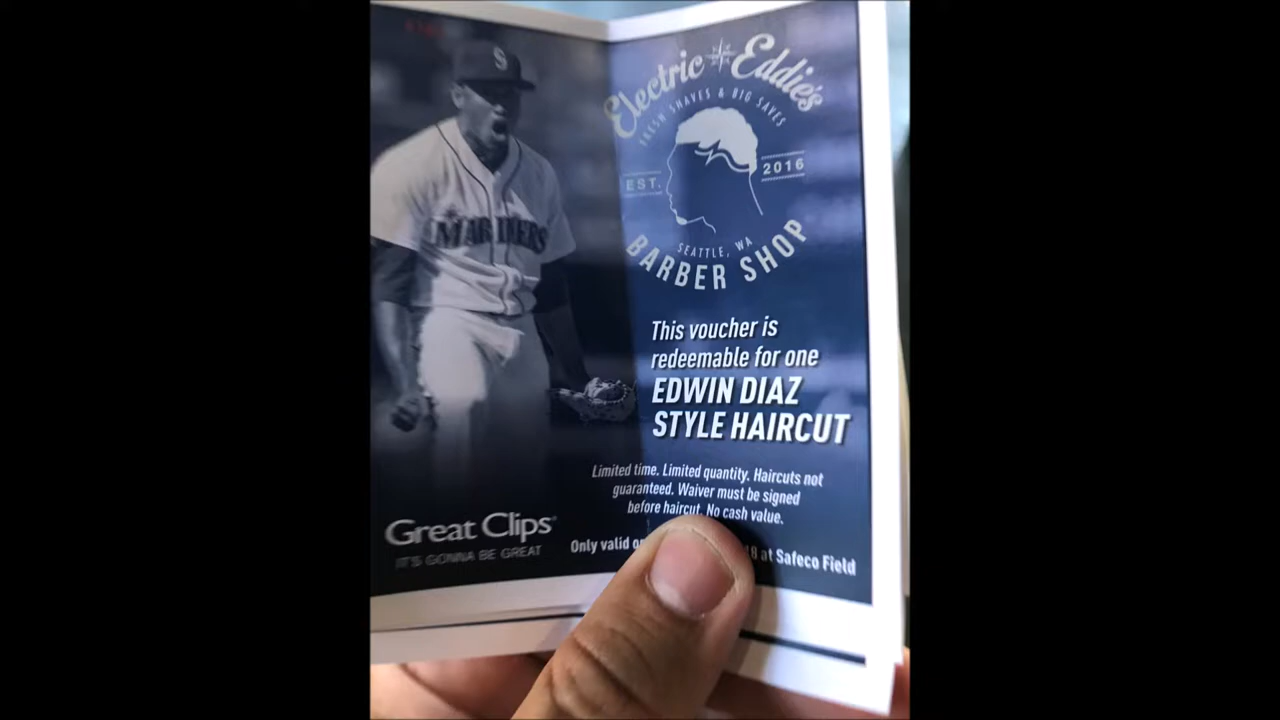 S
MARINERS
Great Clips®
IT'S GONNA BE GREAT
Electric Eddie's
FRESH SHAVES & BIG SAVES
EST. 2016
SEATTLE, WA
BARBER SHOP
This voucher is
redeemable for one
EDWIN DIAZ
STYLE HAIRCUT
Limited time. Limited quantity. Haircuts not
guaranteed. Waiver must be signed
before haircut. No cash value.
Only valid at Safeco Field